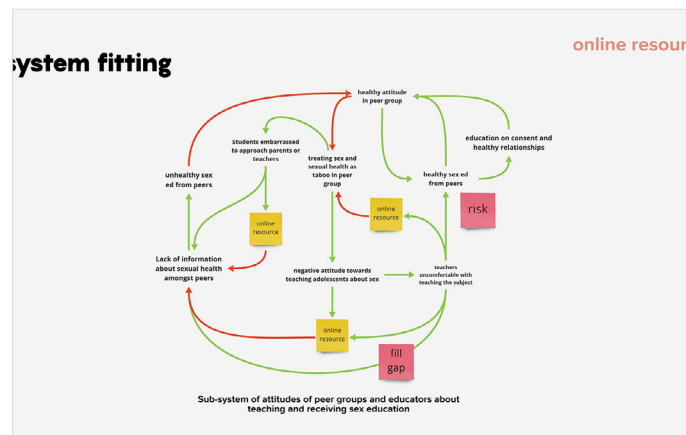 online resour
system fitting
healthy attitude
in peer group
Students embarrassed
to approach parents or
teachers
education on consent and
healthy relationships
treating sex and
sexual health as
taboo in peer
group
unhealthy sex
ed from peers
healthy sex ed
from peers
risk
online
resource
online
resource
Lack of information
about sexual health
amongst peers
negative attitude towards
teaching adolescents about sex
teachers
uncomfortable with
teaching the subject
online
resource
fill
gap
Sub-system of attitudes of peer groups and educators about
teaching and receiving sex education